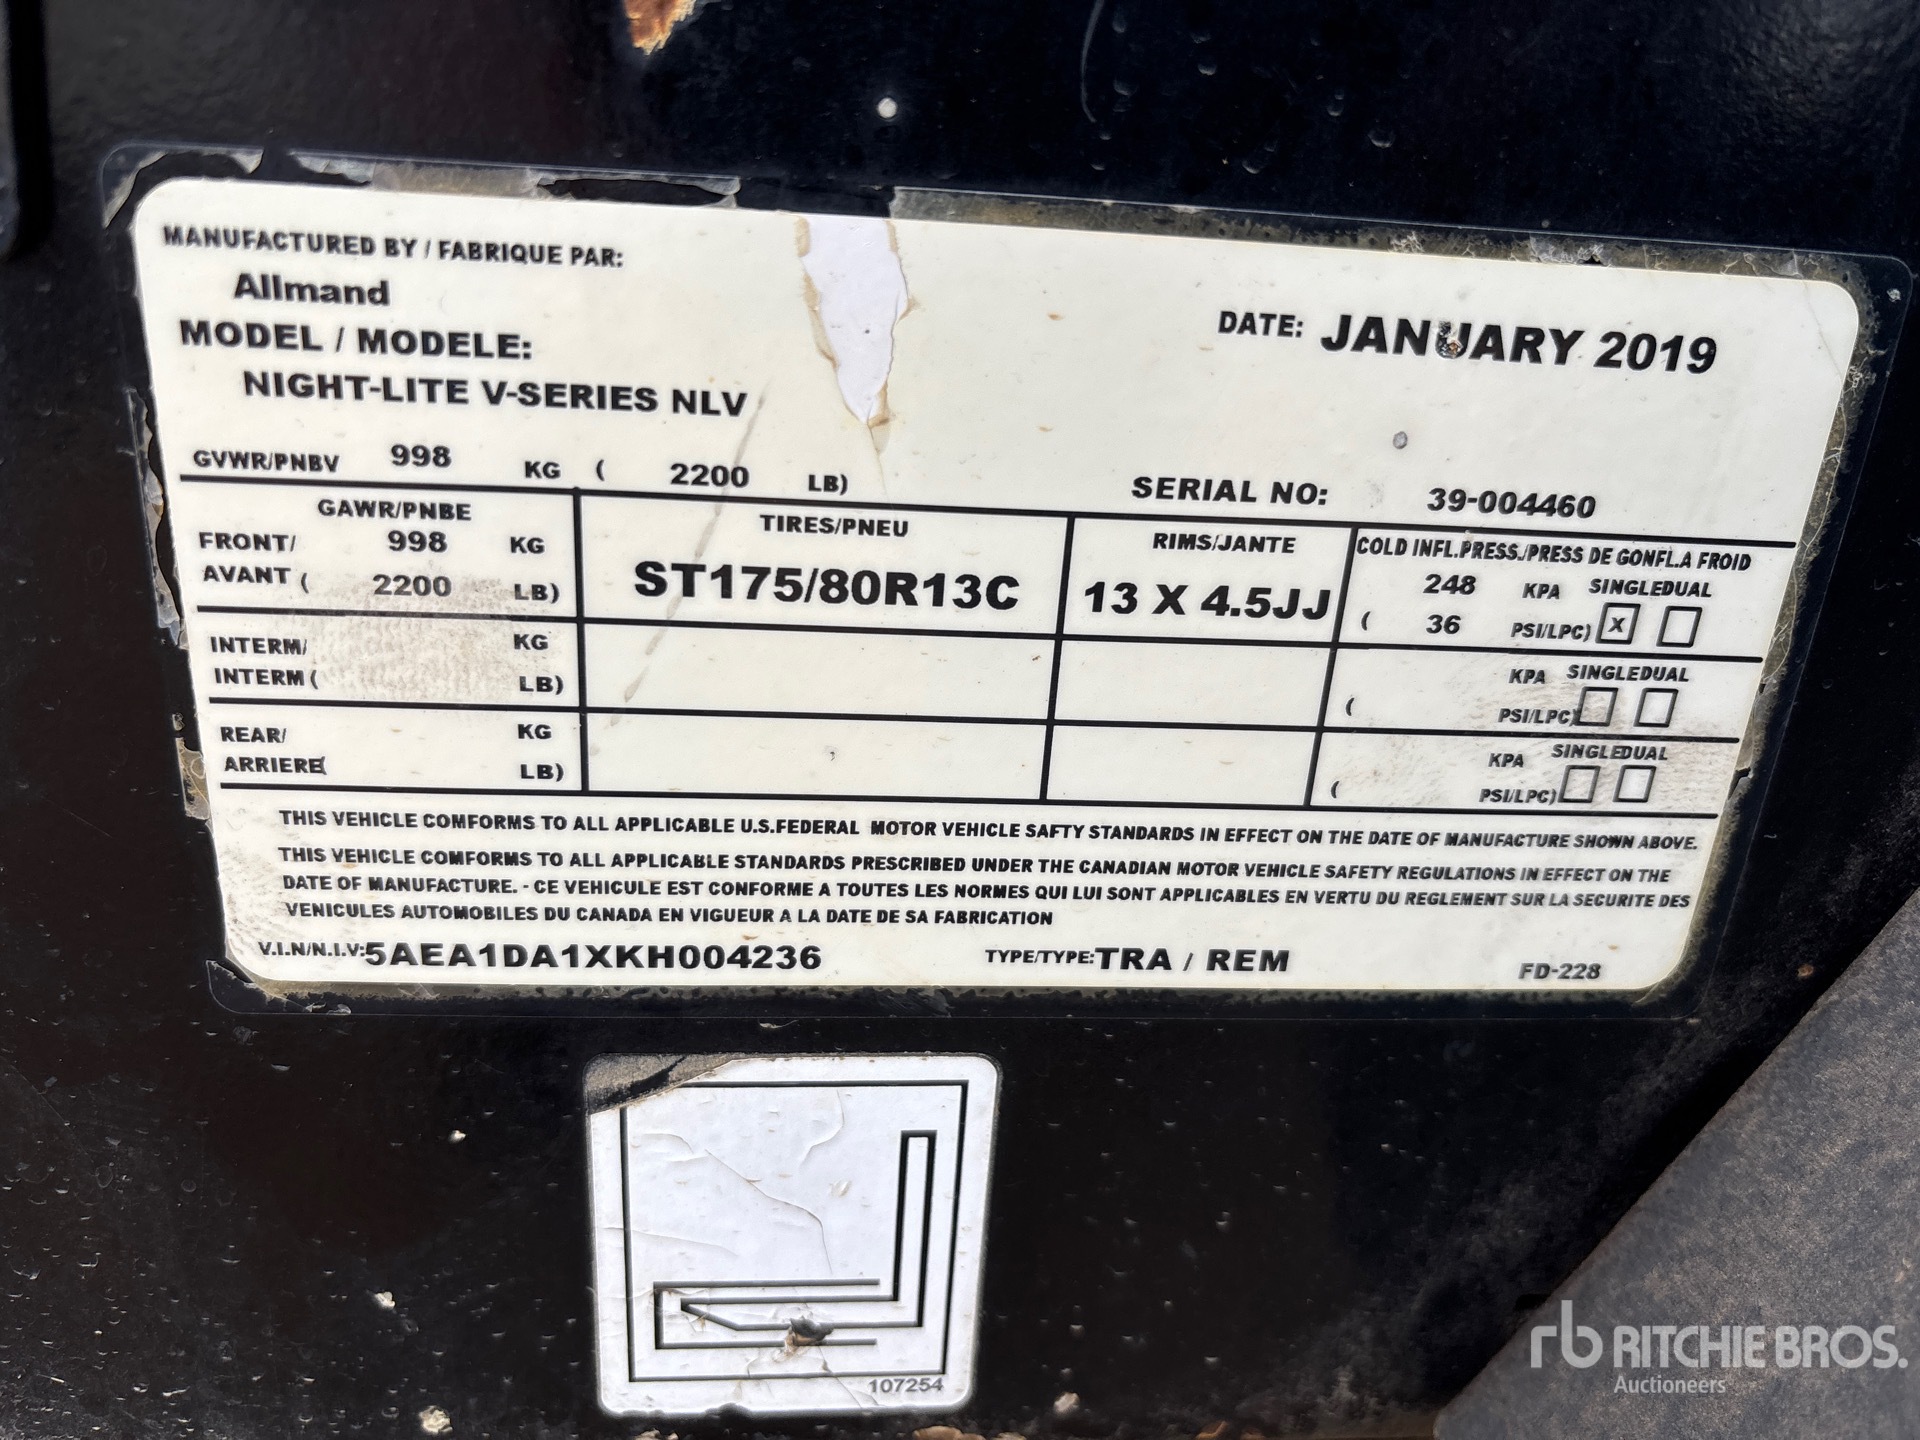 MANUFACTURED BY / FABRIQUE PAR:
Allmand
DATE: JANUARY 2019
MODEL / MODELE:
NIGHT-LITE V-SERIES NLV
GVWR/PNBV 998 KG ( 2200 LB)
SERIAL NO: 39-004460
GAWR/PNBE TIRES/PNEU RIMS/JANTE COLD INFL.PRESS./PRESS DE GONFL.A FROID
FRONT/ 998 KG ST175/80R13C 13 X 4.5JJ 248 KPA SINGLE DUAL
AVANT ( 2200 LB) ( 36 PSI/LPC) X
INTERM/ KG KPA SINGLE DUAL
INTERM ( LB) ( PSI/LPC)
REAR/ KG KPA SINGLE DUAL
ARRIERE( LB) ( PSI/LPC)
THIS VEHICLE COMFORMS TO ALL APPLICABLE U.S.FEDERAL MOTOR VEHICLE SAFTY STANDARDS IN EFFECT ON THE DATE OF MANUFACTURE SHOWN ABOVE.
THIS VEHICLE COMFORMS TO ALL APPLICABLE STANDARDS PRESCRIBED UNDER THE CANADIAN MOTOR VEHICLE SAFETY REGULATIONS IN EFFECT ON THE
DATE OF MANUFACTURE. - CE VEHICULE EST CONFORME A TOUTES LES NORMES QUI LUI SONT APPLICABLES EN VERTU DU REGLEMENT SUR LA SECURITE DES
VENICULES AUTOMOBILES DU CANADA EN VIGUEUR A LA DATE DE SA FABRICATION
V.I.N/N.I.V: 5AEA1DA1XKH004236 TYPE/TYPE: TRA / REM FD-228
107254
rb RITCHIE BROS.
Auctioneers